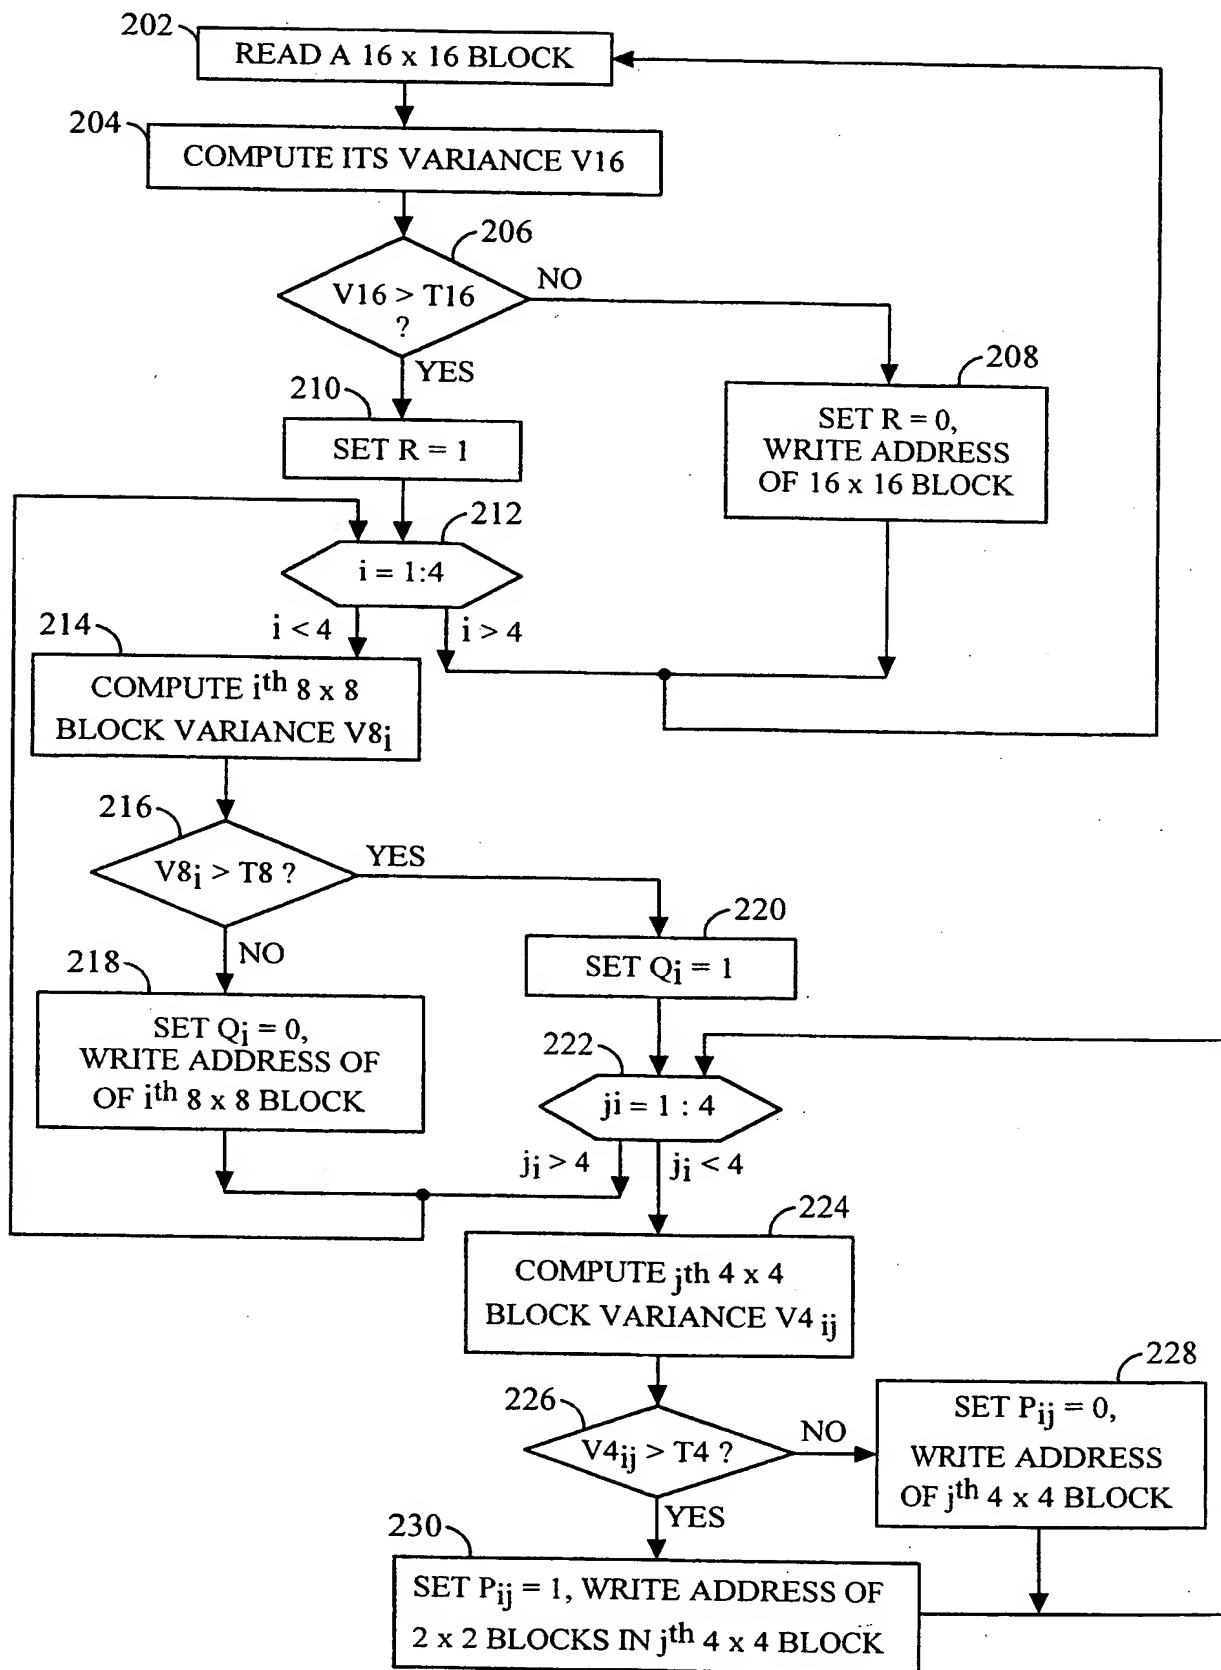 202
READ A 16 x 16 BLOCK
204
COMPUTE ITS VARIANCE V16
206
V16 > T16
?
NO
YES
208
SET R = 0,
WRITE ADDRESS
OF 16 x 16 BLOCK
210
SET R = 1
212
i = 1:4
i < 4
i > 4
214
COMPUTE ith 8 x 8
BLOCK VARIANCE V8i
216
V8i > T8 ?
YES
NO
218
SET Qi = 0,
WRITE ADDRESS OF
OF ith 8 x 8 BLOCK
220
SET Qi = 1
222
ji = 1 : 4
ji > 4
ji < 4
224
COMPUTE jth 4 x 4
BLOCK VARIANCE V4 ij
226
V4ij > T4 ?
NO
YES
228
SET Pij = 0,
WRITE ADDRESS
OF jth 4 x 4 BLOCK
230
SET Pij = 1, WRITE ADDRESS OF
2 x 2 BLOCKS IN jth 4 x 4 BLOCK